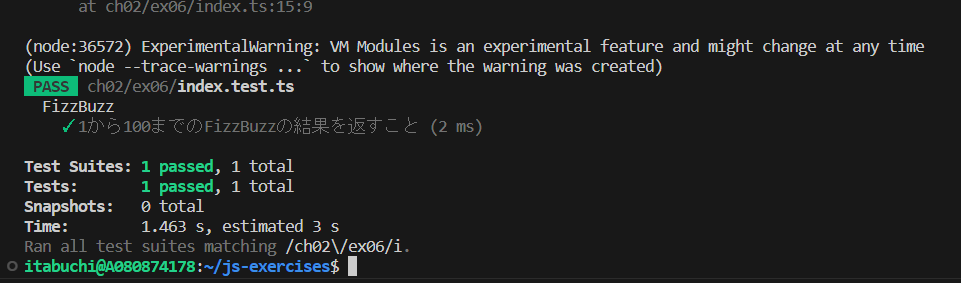 at ch02/ex06/index.ts:15:9
(node:36572) ExperimentalWarning: VM Modules is an experimental feature and might change at any time
(Use `node --trace-warnings ...` to show where the warning was created)
PASS ch02/ex06/index.test.ts
FizzBuzz
✓1から100までのFizzBuzzの結果を返すこと (2 ms)
Test Suites: 1 passed, 1 total
Tests: 1 passed, 1 total
Snapshots: 0 total
Time: 1.463 s, estimated 3 s
Ran all test suites matching /ch02\/ex06/i.
itabuchi@A080874178:~/js-exercises$